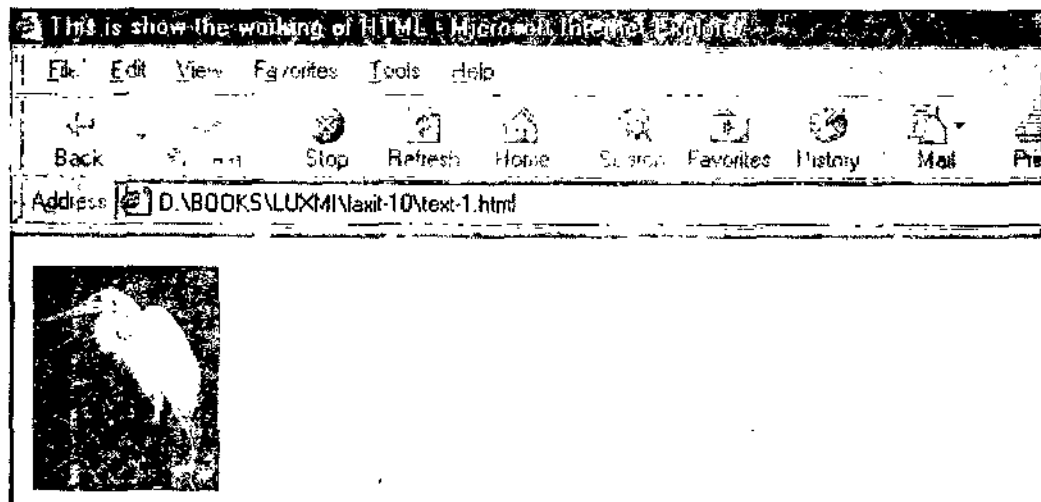 This is show the working of HTML - Microsoft Internet Explorer
File Edit View Favorites Tools Help
Back Stop Refresh Home Search Favorites History Mail
Address D:\BOOKS\LUXMI\laxit-10\text-1.html